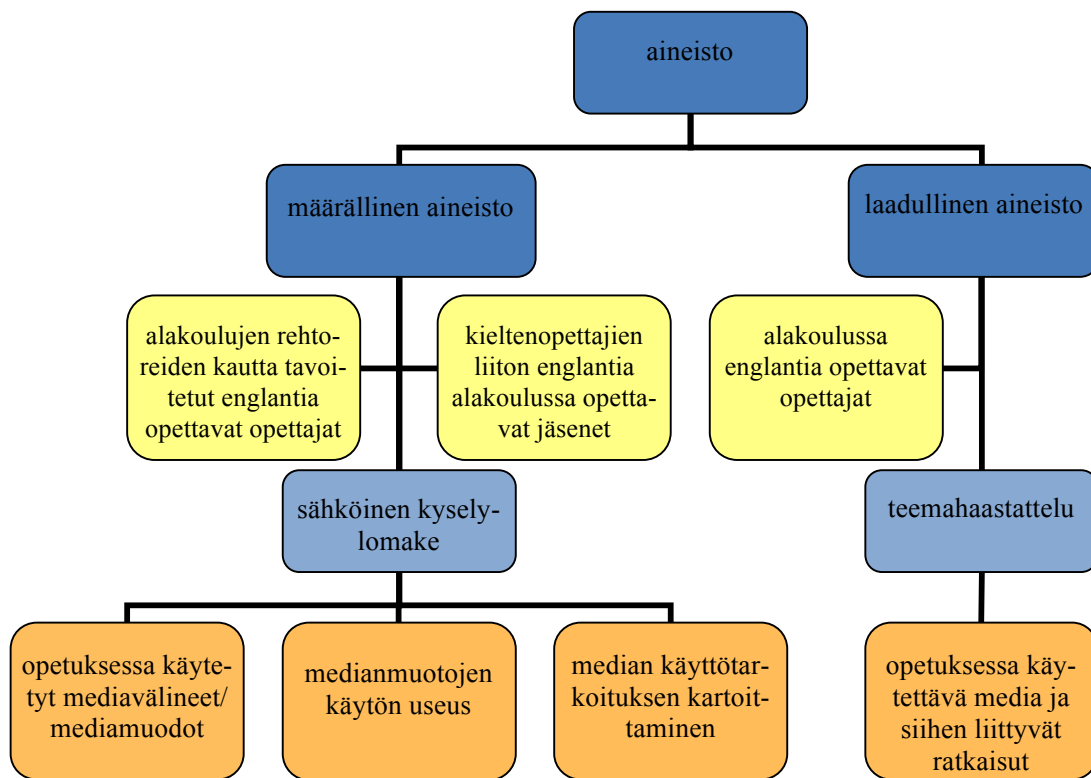 aineisto
määrällinen aineisto
laadullinen aineisto
alakoulujen rehto-
reiden kautta tavoi-
tetut englantia
opettavat opettajat
kieltenopettajien
liiton englantia
alakoulussa opetta-
vat jäsenet
alakoulussa
englantia opettavat
opettajat
sähköinen kysely-
lomake
teemahaastattelu
opetuksessa käyte-
tyt mediavälineet/
mediamuodot
medianmuotojen
käytön useus
median käyttötar-
koituksen kartoit-
taminen
opetuksessa käy-
tettävä media ja
siihen liittyvät
ratkaisut